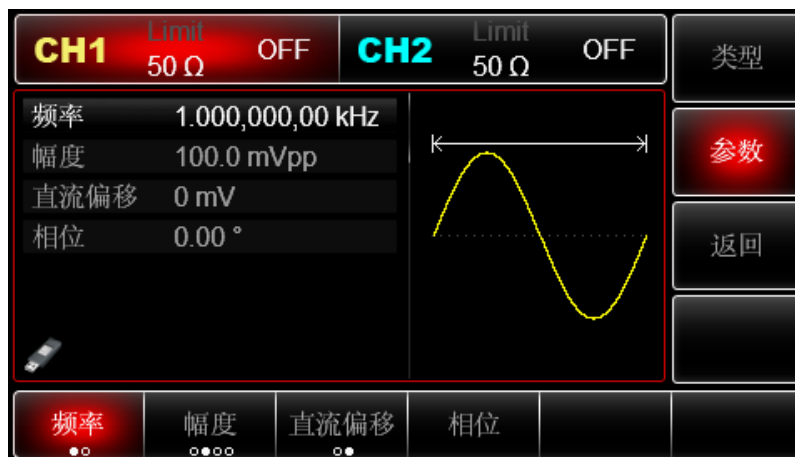 CH1 Limit 50 Ω OFF CH2 Limit 50 Ω OFF
类型
频率 1.000,000,00 kHz
幅度 100.0 mVpp
参数
直流偏移 0 mV
相位 0.00 °
返回
频率 幅度 直流偏移 相位